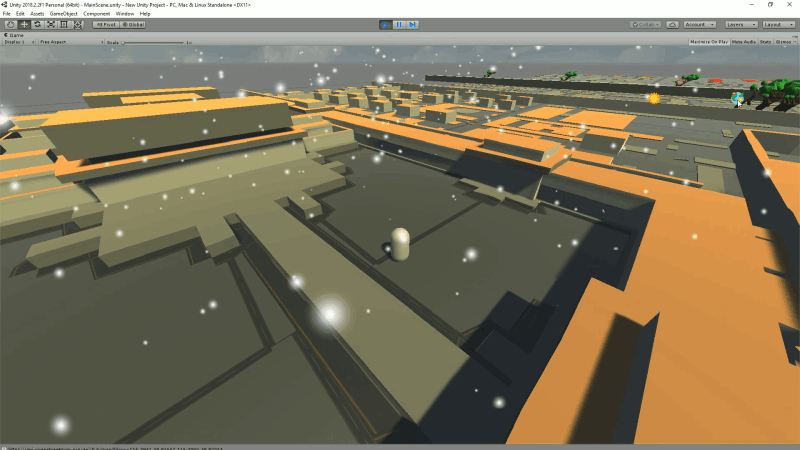 Unity 2018.2.2f1 Personal (64bit) - MainScene.unity - New Unity Project - PC, Mac & Linux Standalone <DX11>
File Edit Assets GameObject Component Window Help
Pivot Global Collab Account Layers Layout
Game
Display 1 Free Aspect Scale 1x Maximize On Play Mute Audio Stats Gizmos